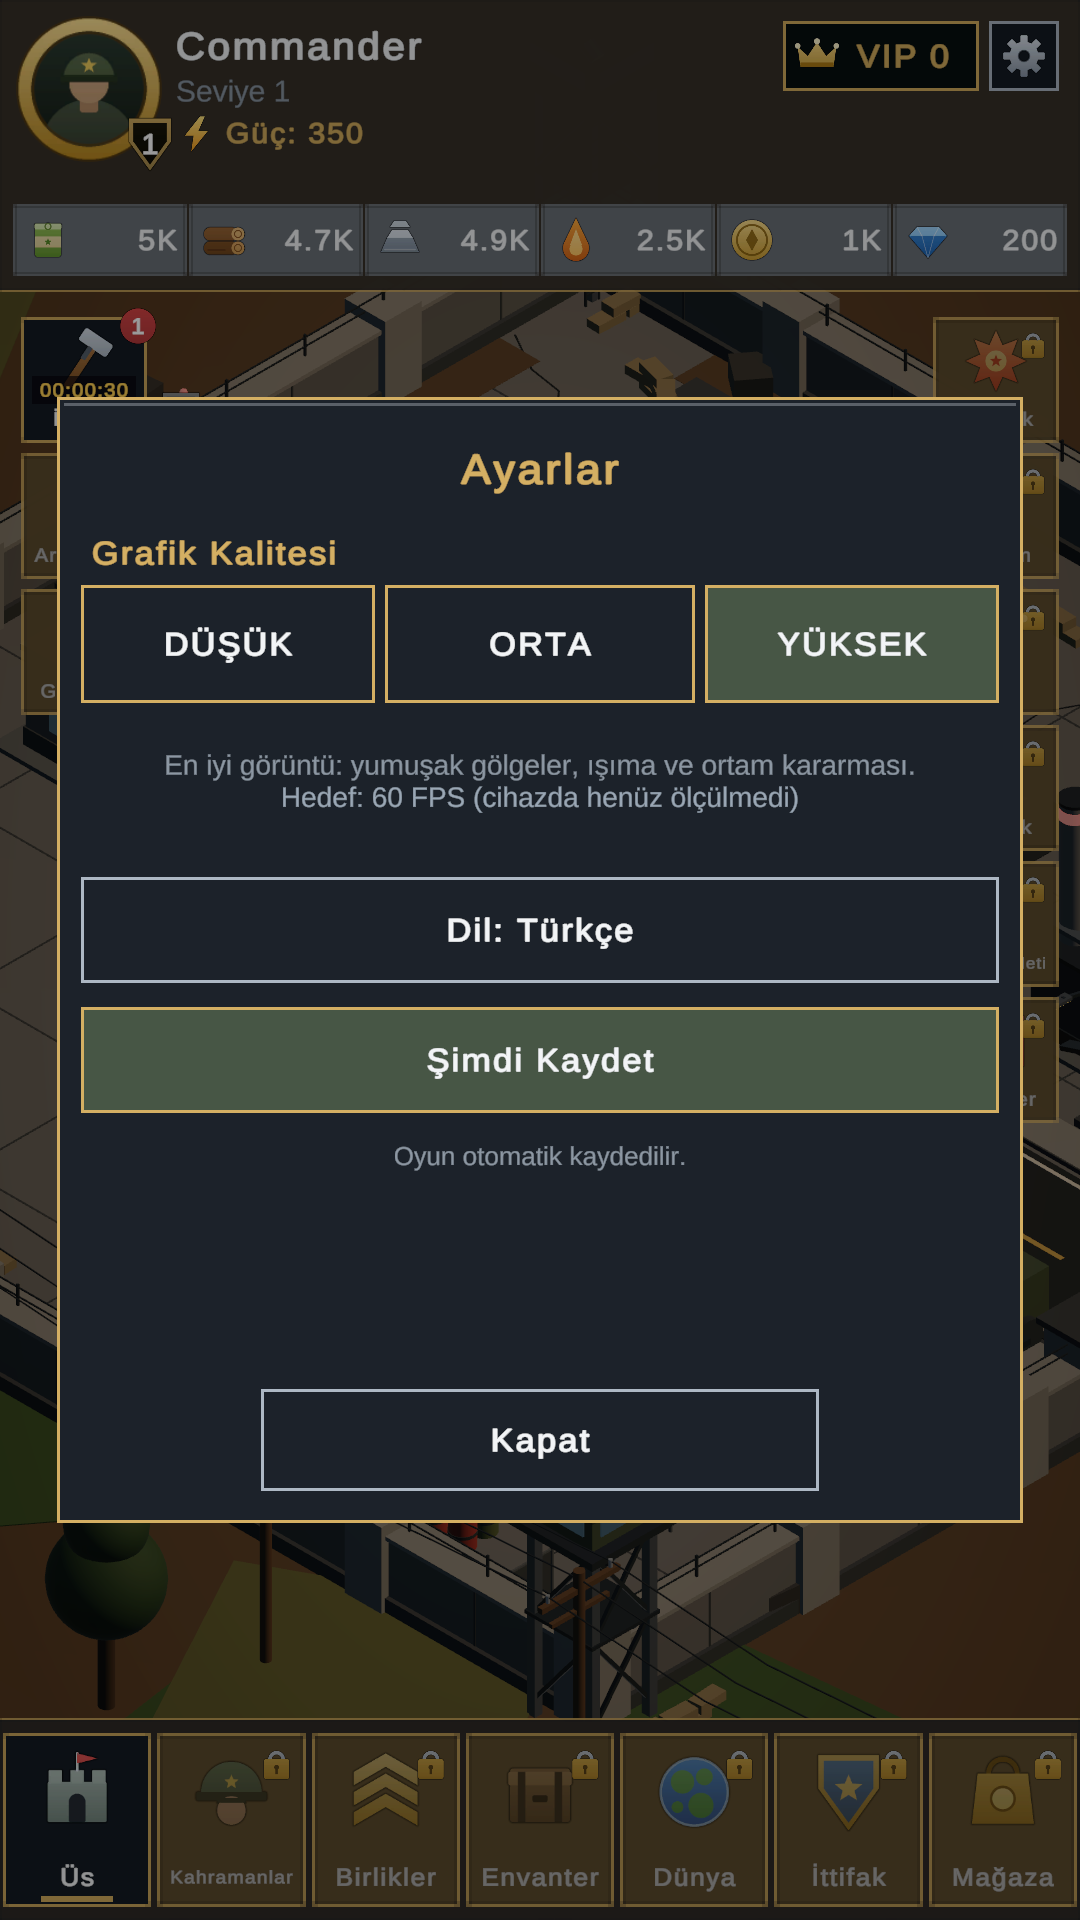 Commander
Seviye 1
Güç: 350
1
VIP 0
5K
4.7K
4.9K
2.5K
1K
200
1
00:00:30
Ayarlar
Grafik Kalitesi
DÜŞÜK
ORTA
YÜKSEK
En iyi görüntü: yumuşak gölgeler, ışıma ve ortam kararması.
Hedef: 60 FPS (cihazda henüz ölçülmedi)
Dil: Türkçe
Şimdi Kaydet
Oyun otomatik kaydedilir.
Kapat
Üs
Kahramanlar
Birlikler
Envanter
Dünya
İttifak
Mağaza